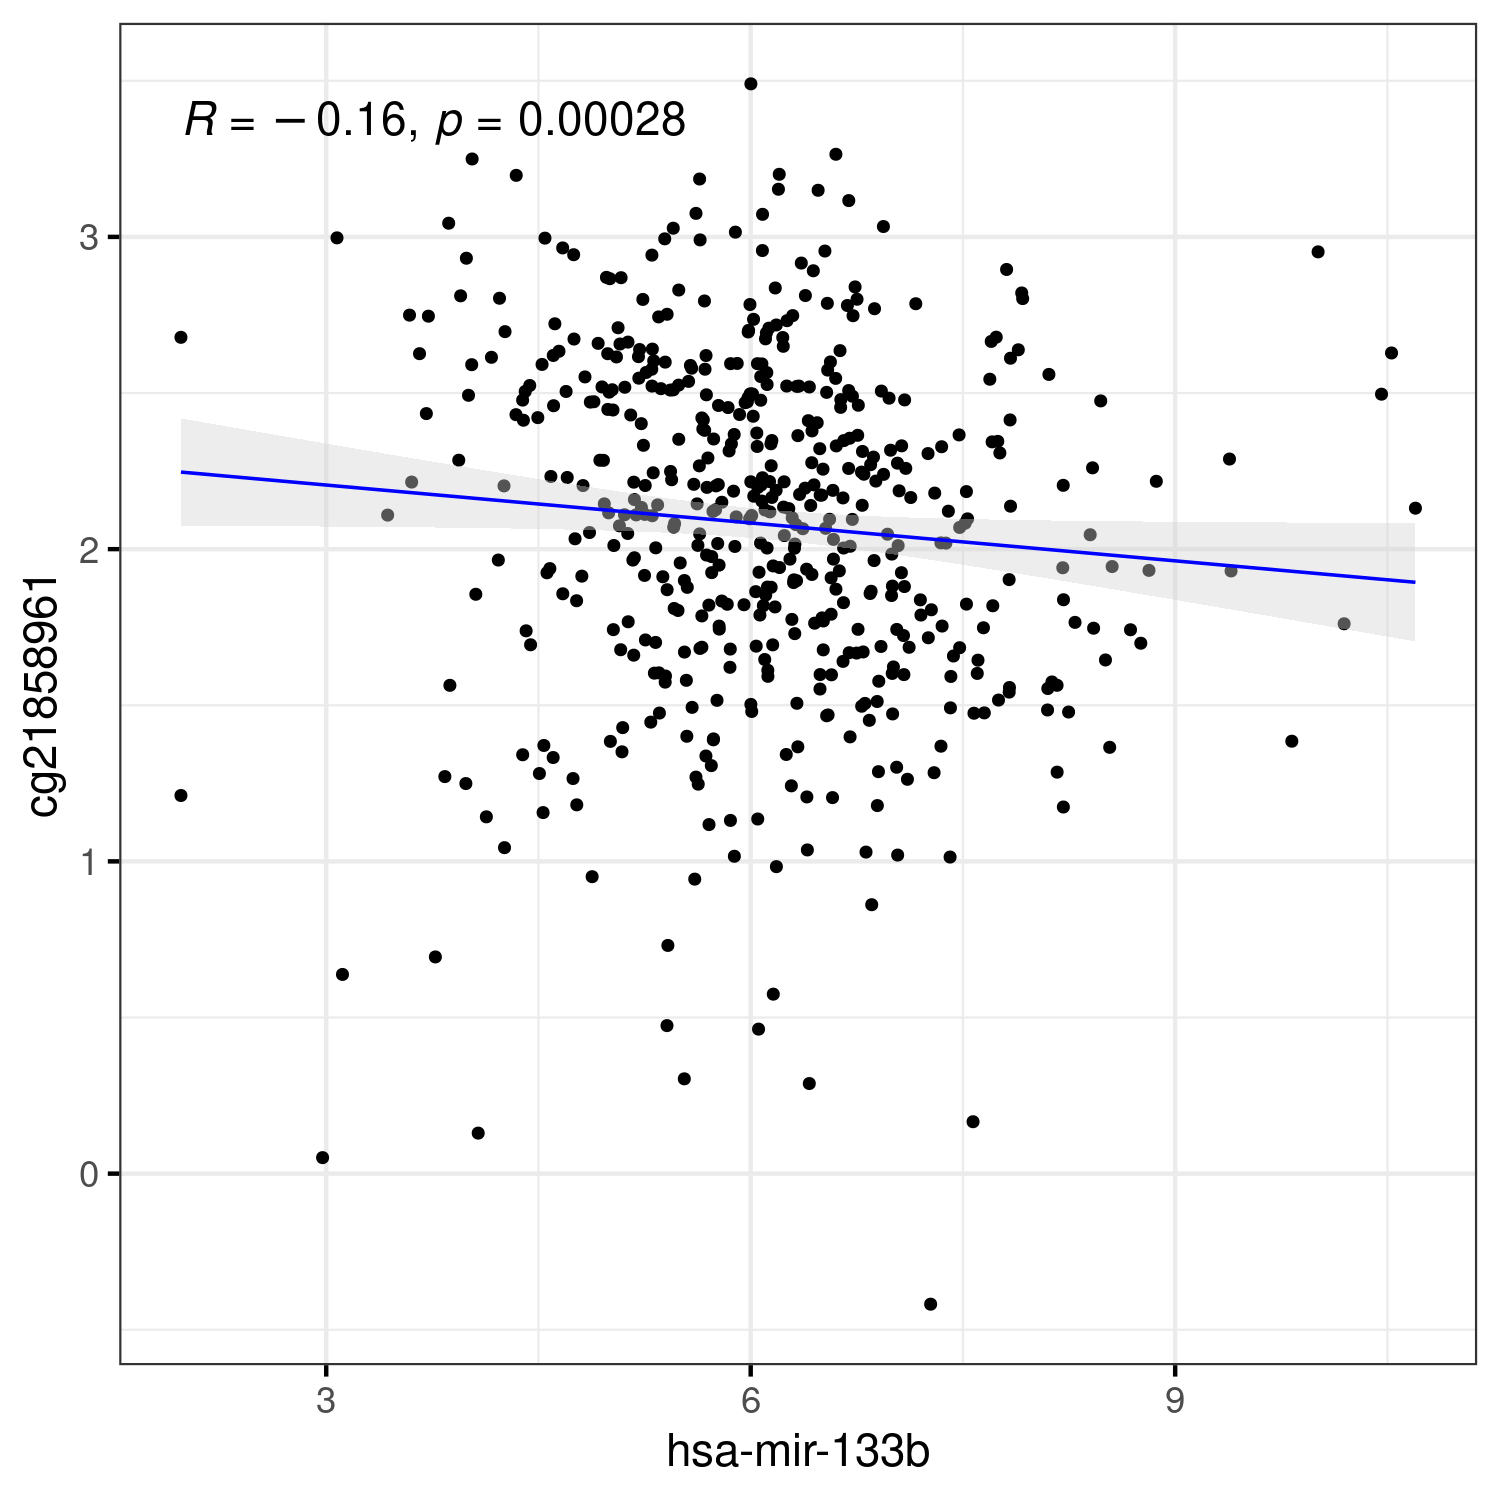 R = −0.16, p = 0.00028
3
2
1
0
cg21858961
3
6
9
hsa-mir-133b